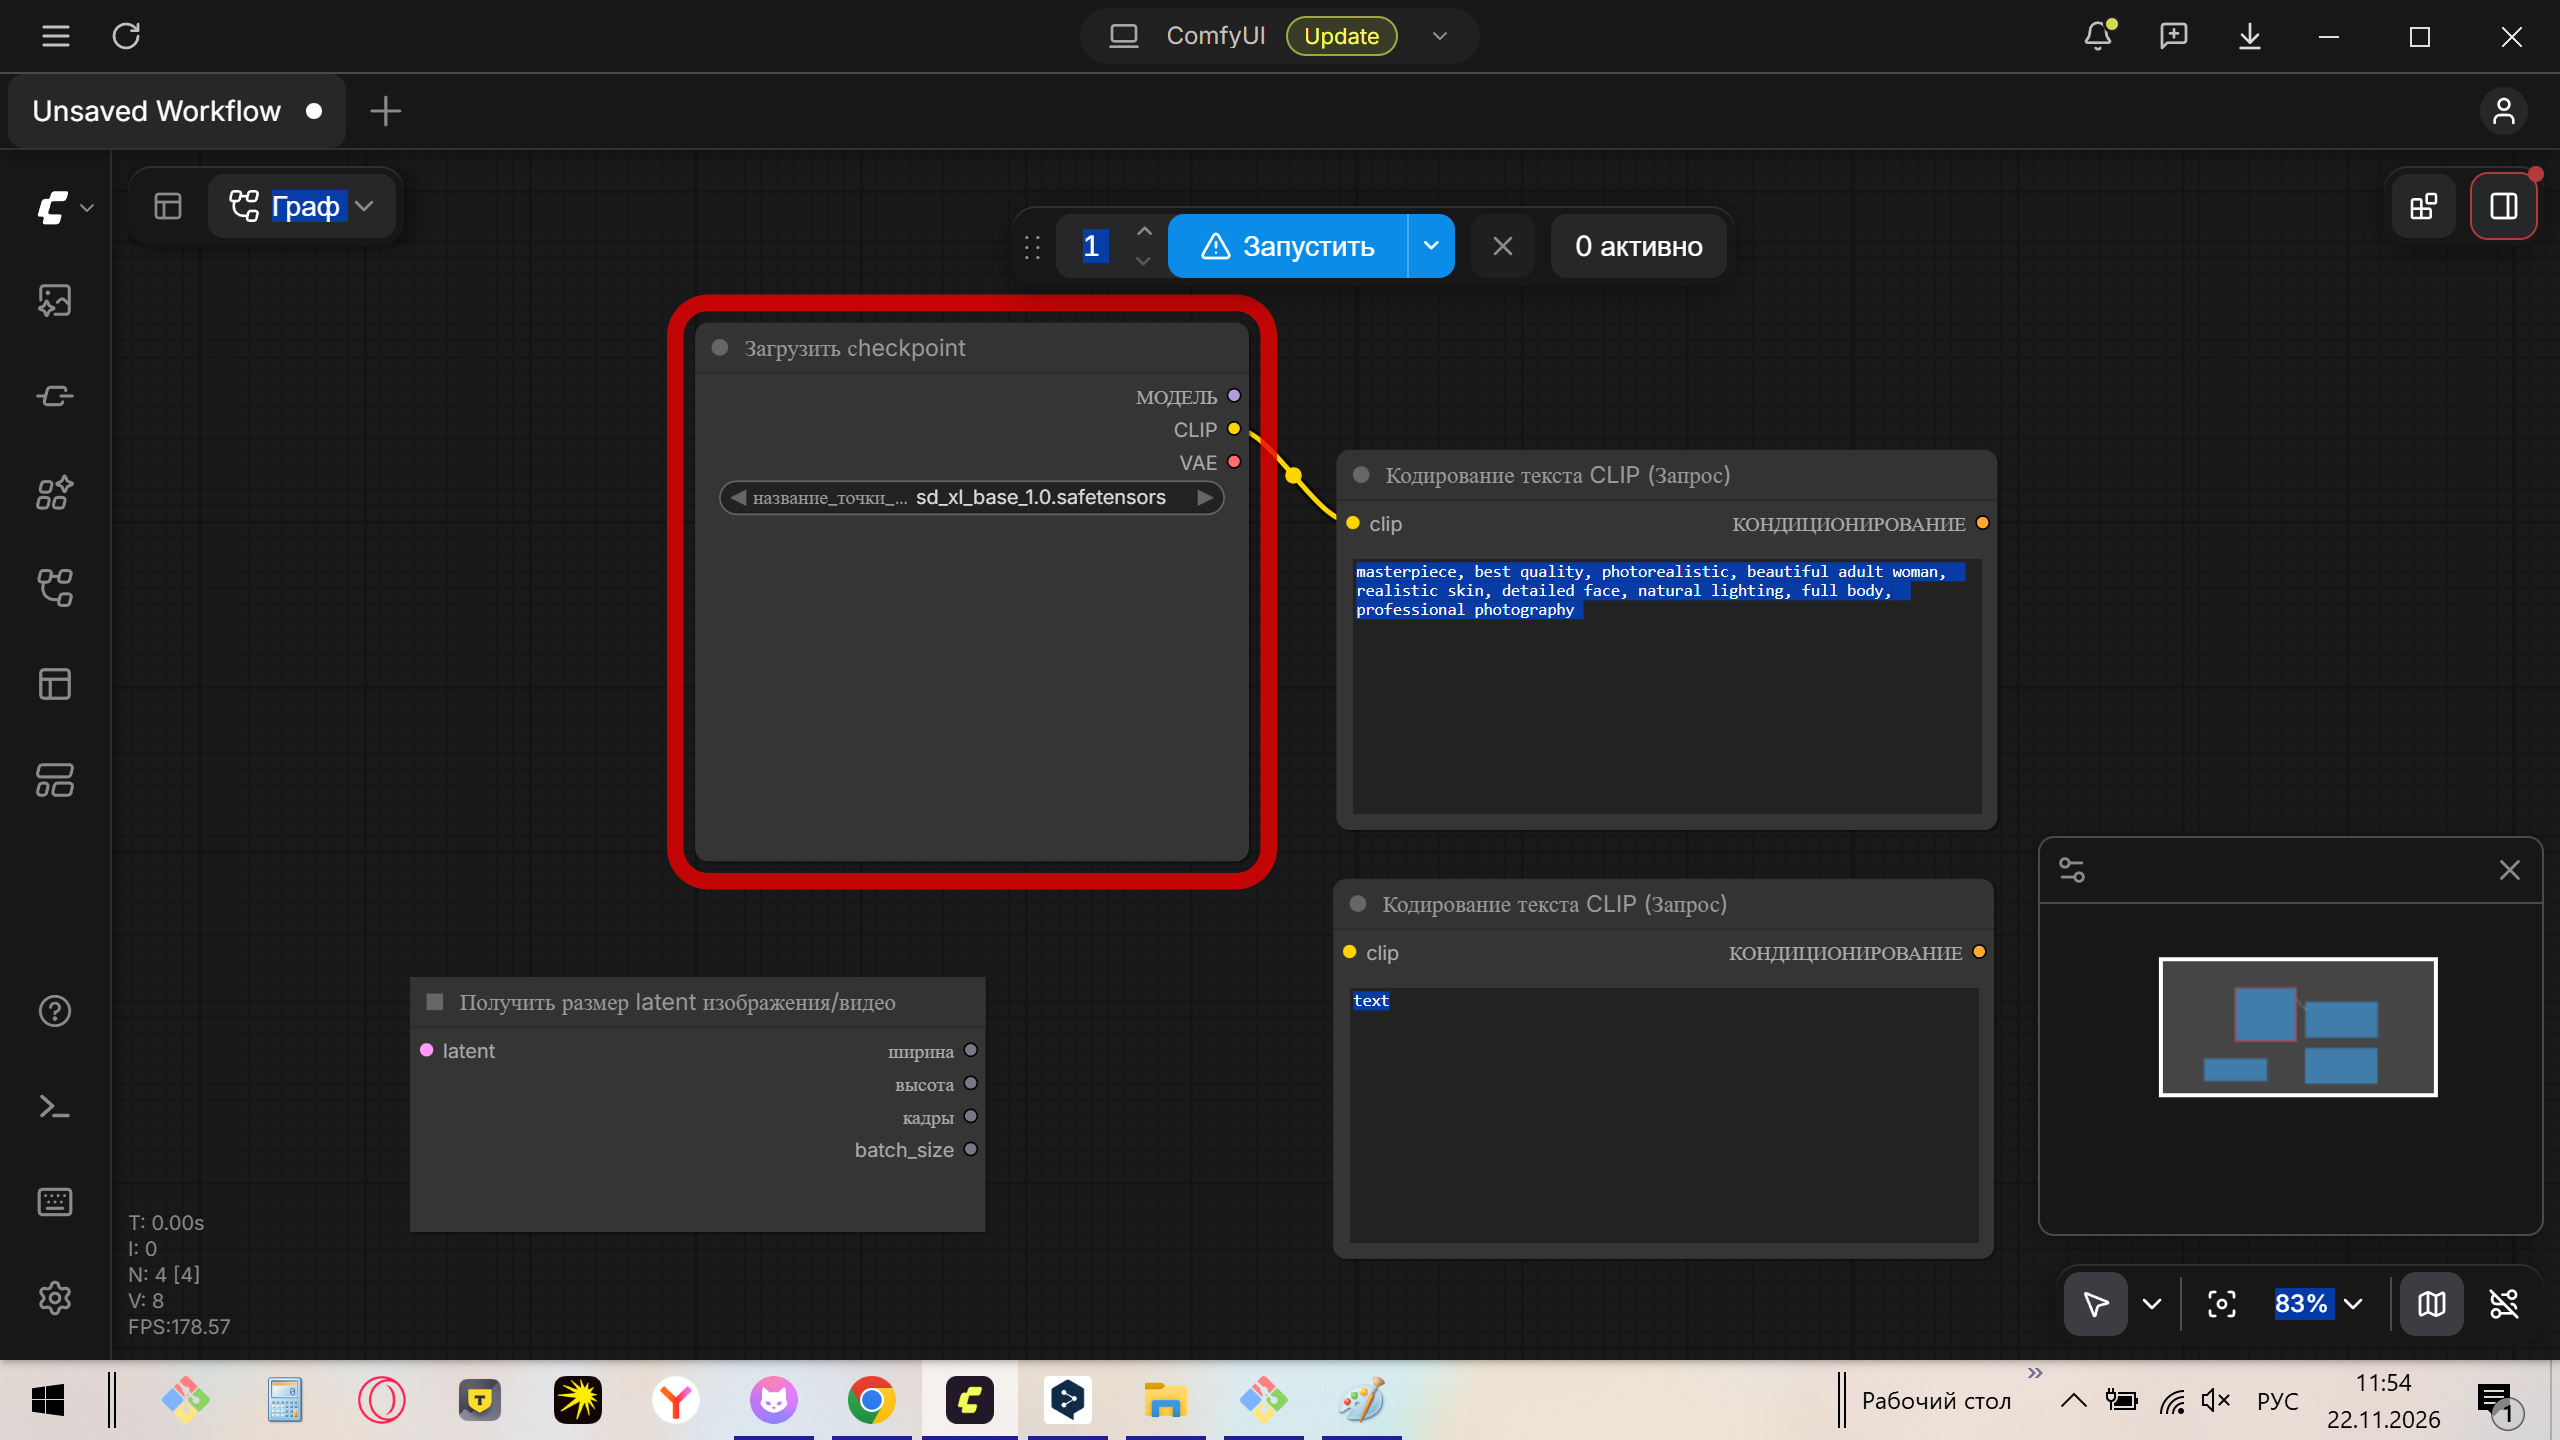 ComfyUI Update
Unsaved Workflow
Граф
1 Запустить 0 активно
Загрузить checkpoint
МОДЕЛЬ
CLIP
VAE
название_точки_... sd_xl_base_1.0.safetensors
Кодирование текста CLIP (Запрос)
clip КОНДИЦИОНИРОВАНИЕ
masterpiece, best quality, photorealistic, beautiful adult woman,
realistic skin, detailed face, natural lighting, full body,
professional photography
Кодирование текста CLIP (Запрос)
clip КОНДИЦИОНИРОВАНИЕ
text
Получить размер latent изображения/видео
latent ширина
высота
кадры
batch_size
T: 0.00s
I: 0
N: 4 [4]
V: 8
FPS:178.57
83%
Рабочий стол
РУС
11:54
22.11.2026
1